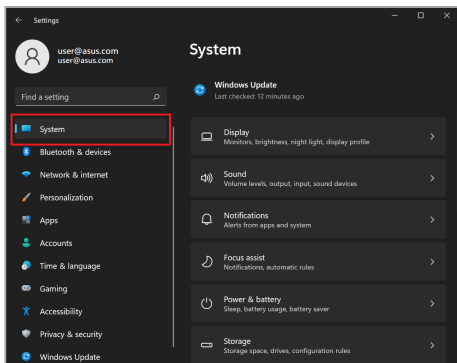 Settings
user@asus.com
user@asus.com
Find a setting
System
Bluetooth & devices
Network & internet
Personalization
Apps
Accounts
Time & language
Gaming
Accessibility
Privacy & security
Windows Update
System
Windows Update
Last checked: 12 minutes ago
Display
Monitors, brightness, night light, display profile
Sound
Volume levels, output, input, sound devices
Notifications
Alerts from apps and system
Focus assist
Notifications, automatic rules
Power & battery
Sleep, battery usage, battery saver
Storage
Storage space, drives, configuration rules